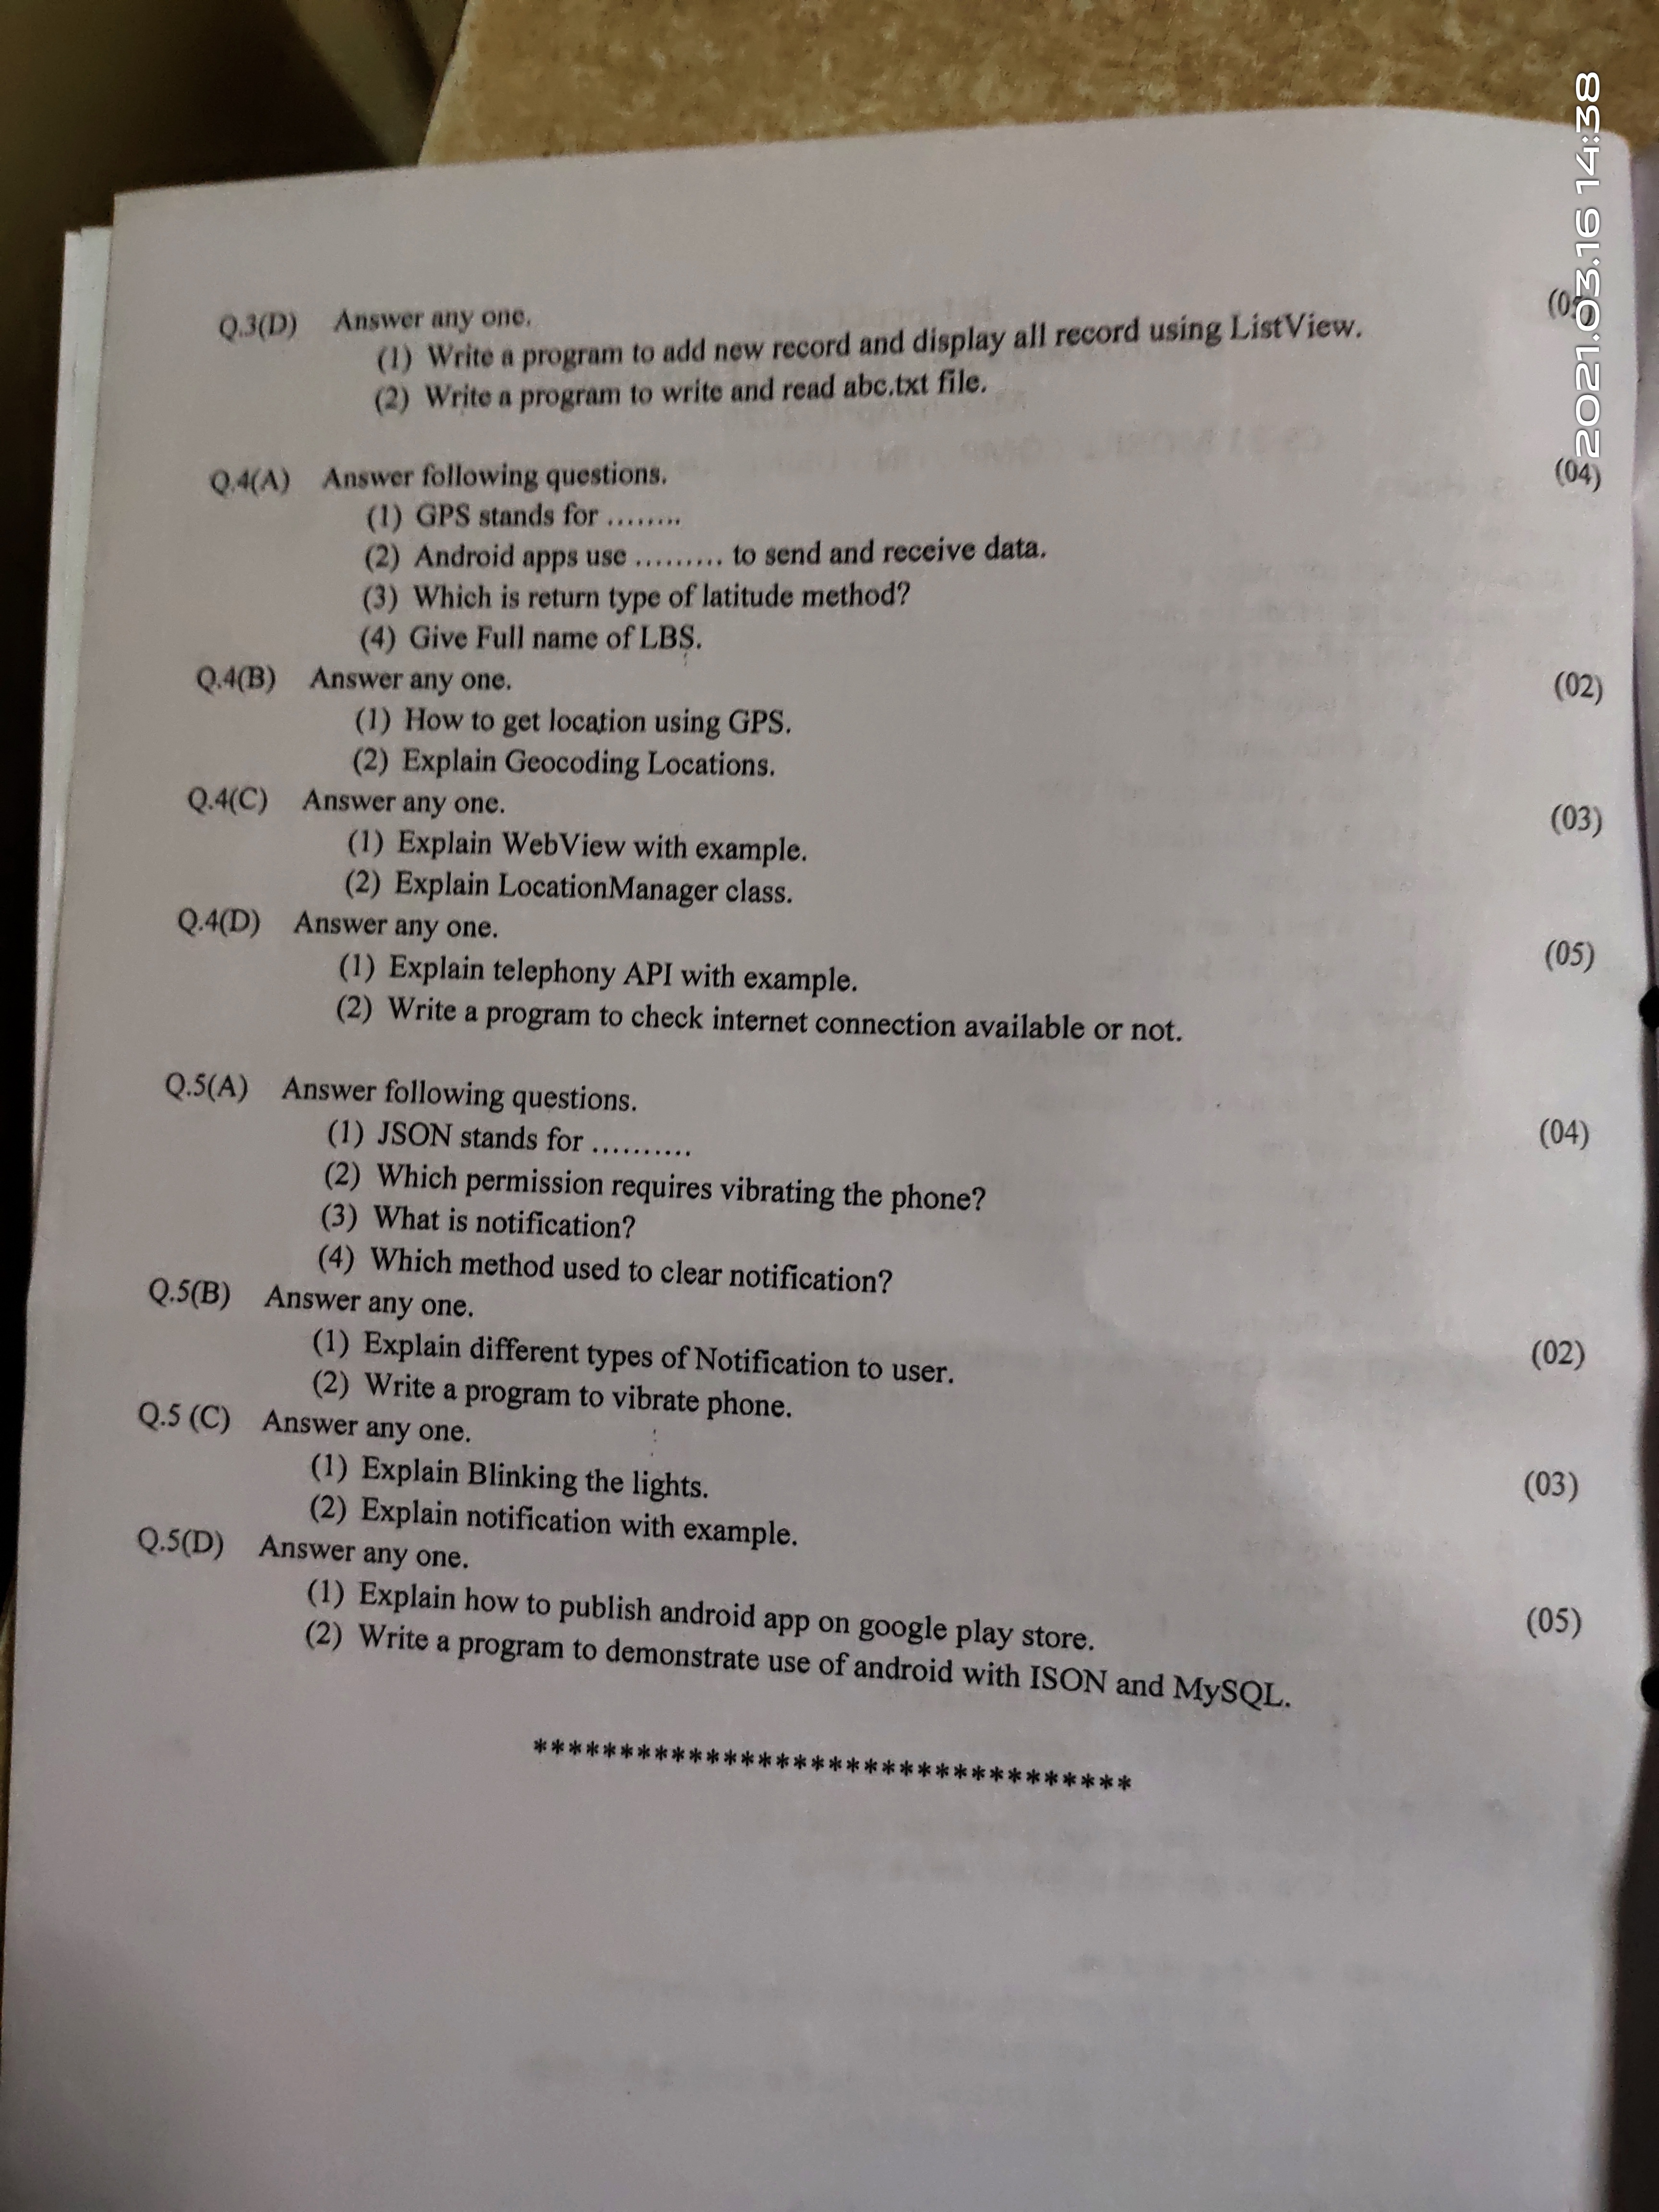 2021.03.16 14:38
Q.3(D) Answer any one.
(1) Write a program to add new record and display all record using ListView.
(2) Write a program to write and read abc.txt file.
Q.4(A) Answer following questions. (04)
(1) GPS stands for ........
(2) Android apps use ......... to send and receive data.
(3) Which is return type of latitude method?
(4) Give Full name of LBS.
Q.4(B) Answer any one. (02)
(1) How to get location using GPS.
(2) Explain Geocoding Locations.
Q.4(C) Answer any one. (03)
(1) Explain WebView with example.
(2) Explain LocationManager class.
Q.4(D) Answer any one. (05)
(1) Explain telephony API with example.
(2) Write a program to check internet connection available or not.
Q.5(A) Answer following questions. (04)
(1) JSON stands for ..........
(2) Which permission requires vibrating the phone?
(3) What is notification?
(4) Which method used to clear notification?
Q.5(B) Answer any one. (02)
(1) Explain different types of Notification to user.
(2) Write a program to vibrate phone.
Q.5 (C) Answer any one. (03)
(1) Explain Blinking the lights.
(2) Explain notification with example.
Q.5(D) Answer any one. (05)
(1) Explain how to publish android app on google play store.
(2) Write a program to demonstrate use of android with ISON and MySQL.
**********************************